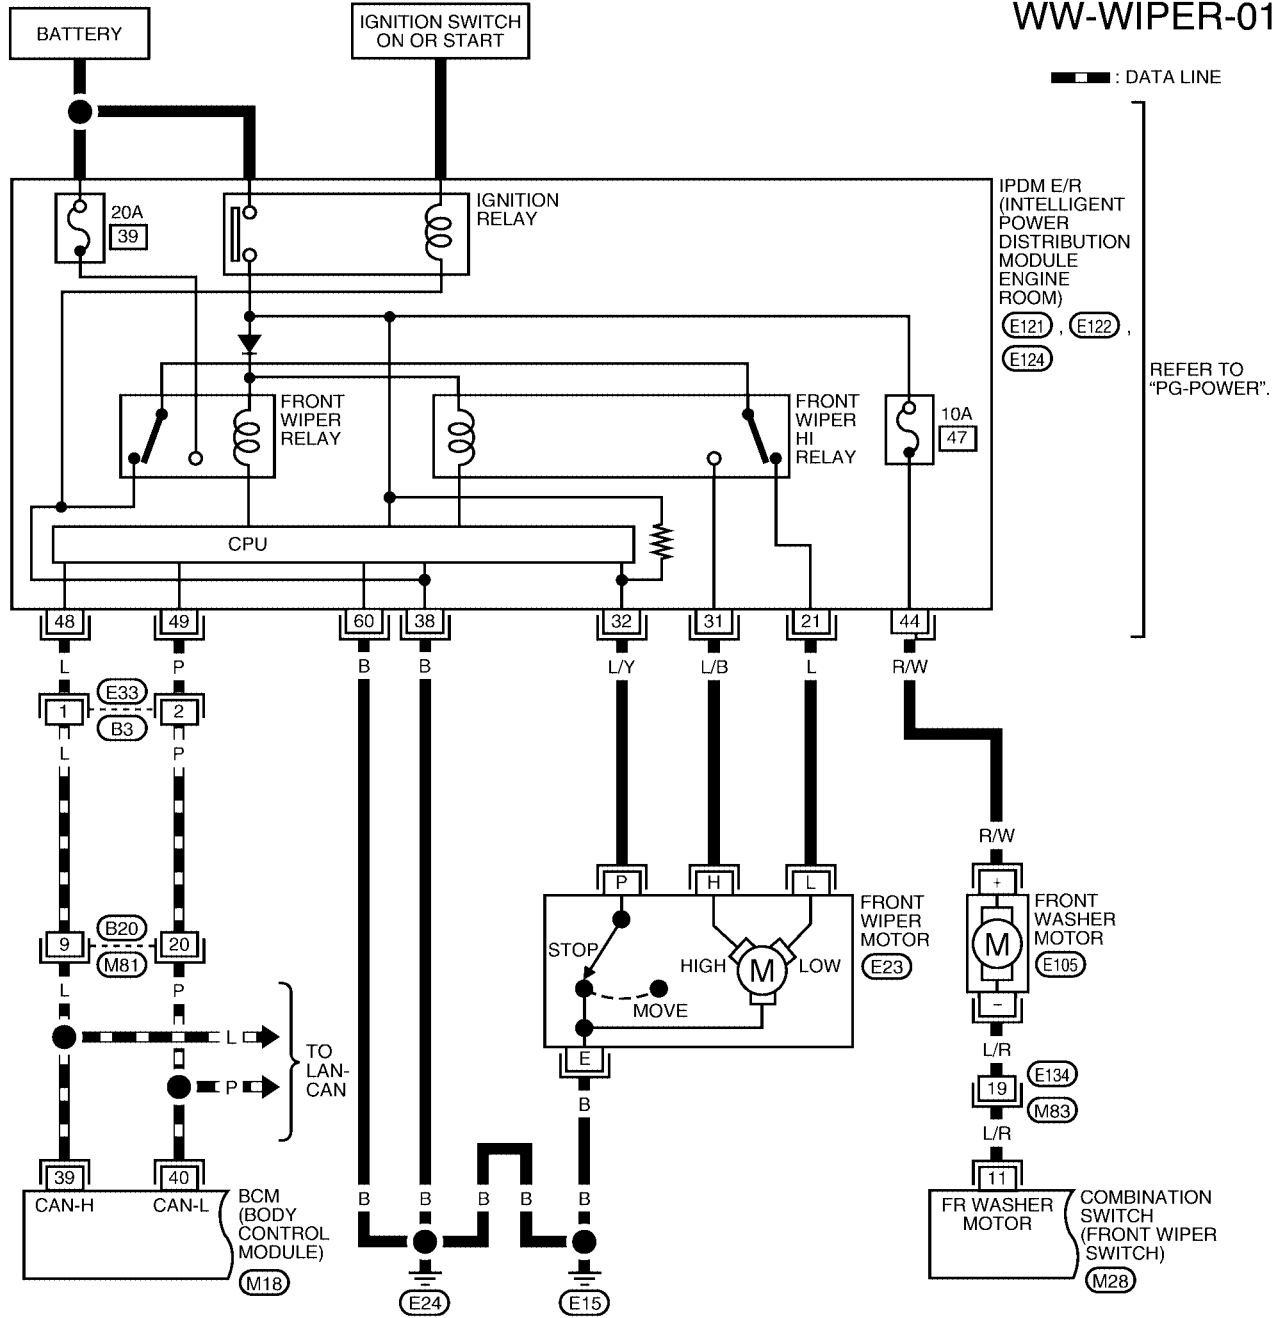 WW-WIPER-01
BATTERY
IGNITION SWITCH
ON OR START
: DATA LINE
20A
39
IGNITION
RELAY
IPDM E/R
(INTELLIGENT
POWER
DISTRIBUTION
MODULE
ENGINE
ROOM)
E121 , E122 ,
E124
REFER TO
“PG-POWER”.
FRONT
WIPER
RELAY
FRONT
WIPER
HI
RELAY
10A
47
CPU
48 49 60 38 32 31 21 44
L P B B L/Y L/B L R/W
E33
1 2
B3
L P
R/W
P H L
+
FRONT
WIPER
MOTOR
E23
FRONT
WASHER
MOTOR
E105
M
STOP
HIGH M LOW
MOVE
B20
9 20
M81
L P
−
L
TO
LAN-
CAN
P
E
L/R
E134
19
M83
B
L/R
39 40
11
CAN-H CAN-L
BCM
(BODY
CONTROL
MODULE)
M18
B B B B B
FR WASHER
MOTOR
COMBINATION
SWITCH
(FRONT WIPER
SWITCH)
M28
E24 E15